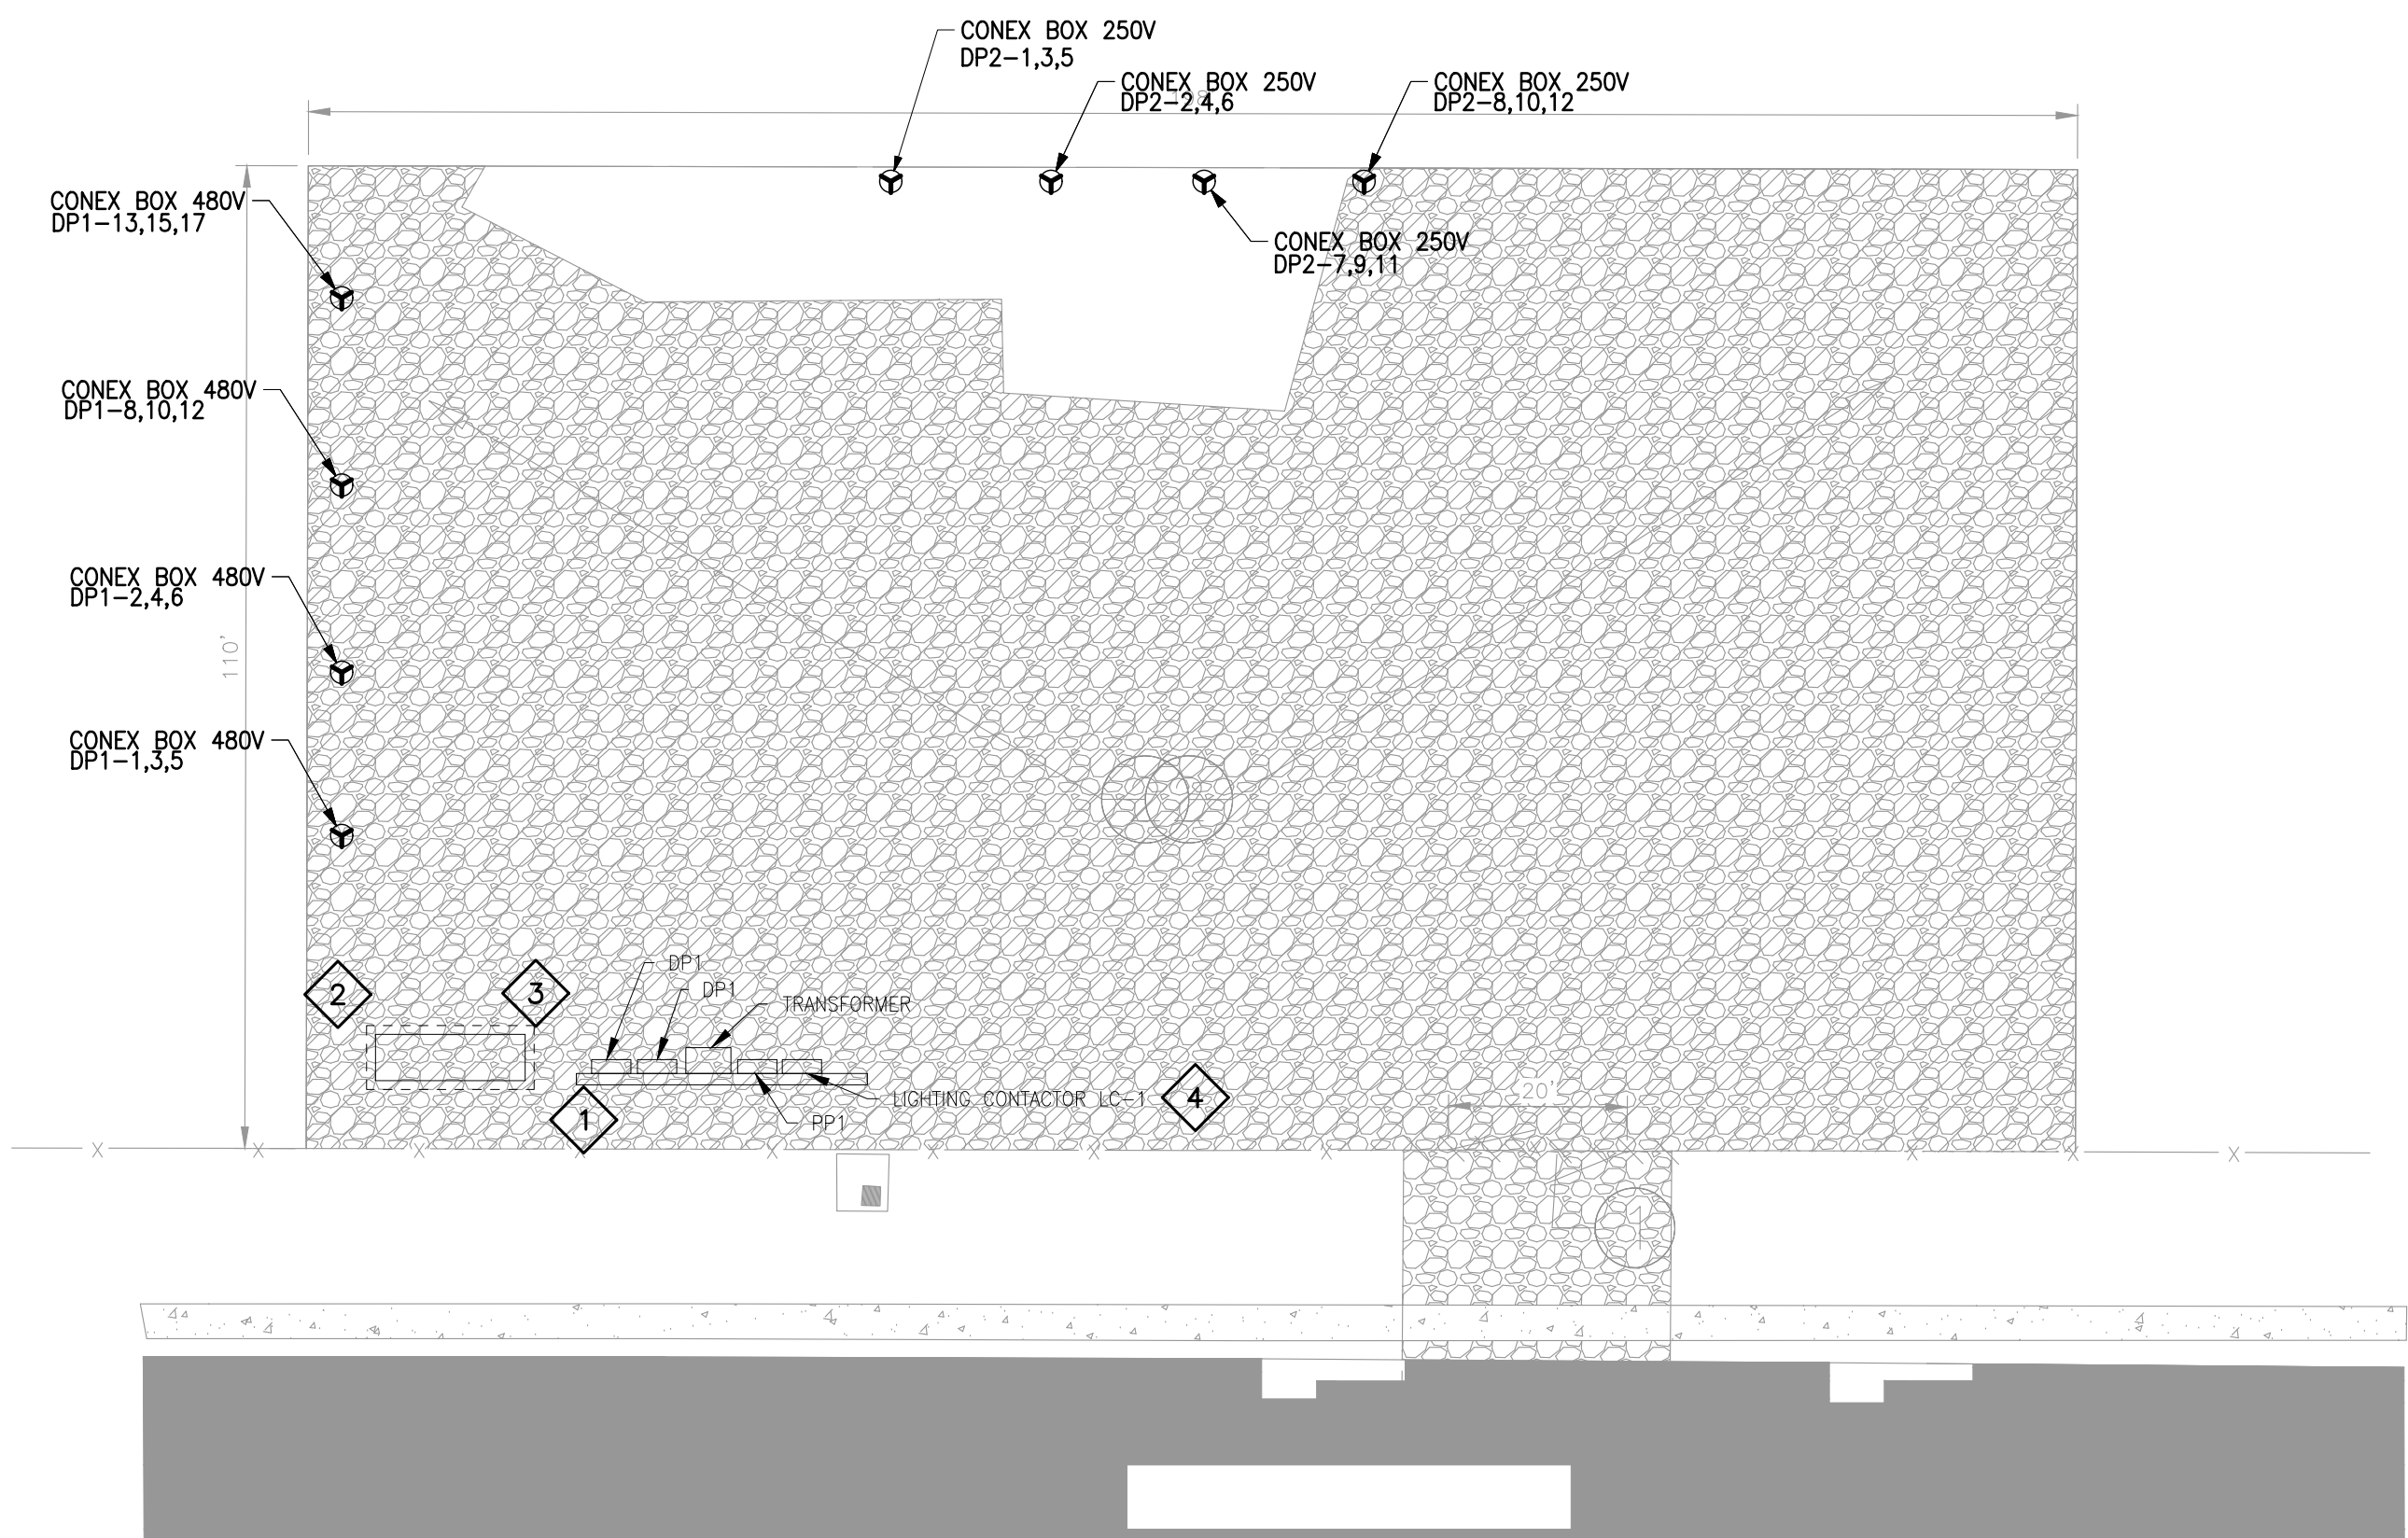 CONEX BOX 250V
DP2-1,3,5
CONEX BOX 250V
DP2-2,4,6
CONEX BOX 250V
DP2-8,10,12
CONEX BOX 480V
DP1-13,15,17
CONEX BOX 250V
DP2-7,9,11
CONEX BOX 480V
DP1-8,10,12
CONEX BOX 480V
DP1-2,4,6
110'
CONEX BOX 480V
DP1-1,3,5
2
3
DP1
DP1
TRANSFORMER
LIGHTING CONTACTOR LC-1
PP1
1
4
20'
1